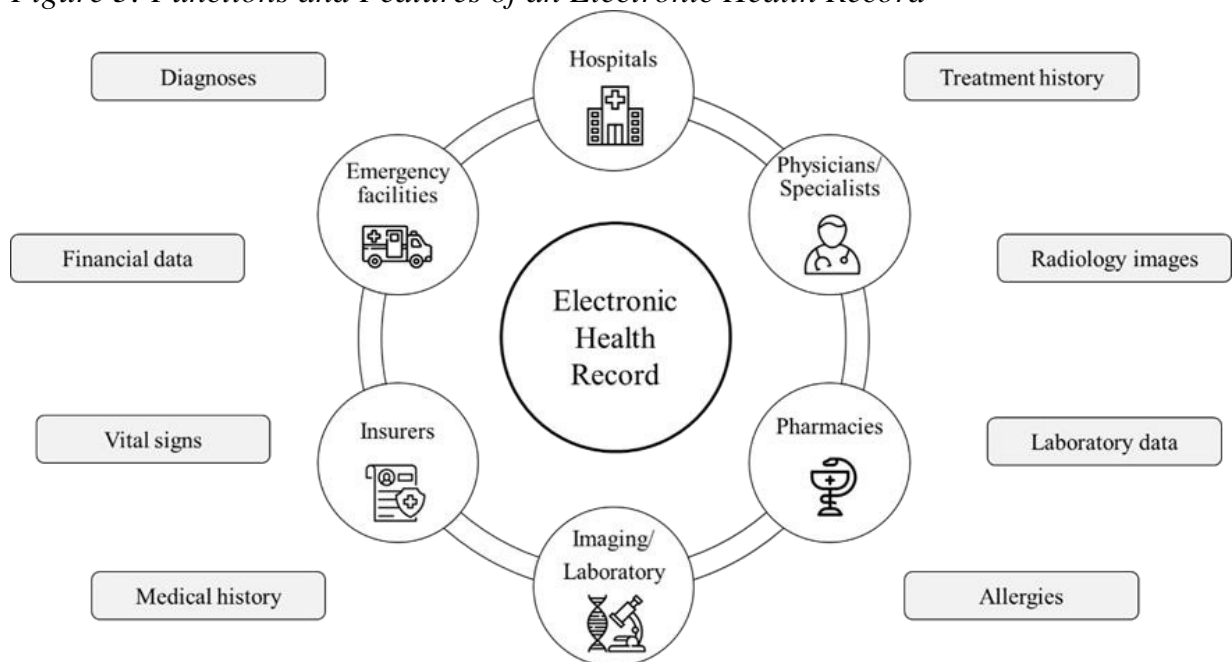 Figure 3: Functions and Features of an Electronic Health Record
Hospitals
Diagnoses
Treatment history
Emergency
facilities
Physicians/
Specialists
Financial data
Radiology images
Electronic
Health
Record
Vital signs
Insurers
Pharmacies
Laboratory data
Imaging/
Laboratory
Medical history
Allergies